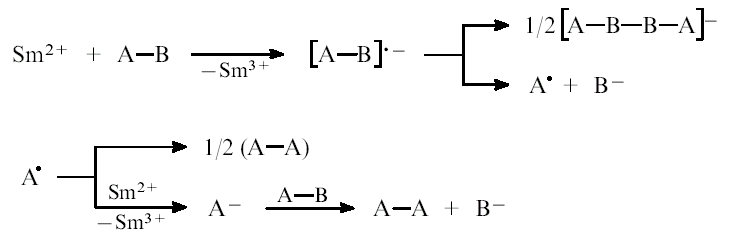 1/2 [A—B—B—A]⁻
Sm²⁺ + A—B –Sm³⁺ [A—B]•⁻
A• + B⁻
1/2 (A—A)
A•
Sm²⁺ –Sm³⁺ A⁻ A—B A—A + B⁻